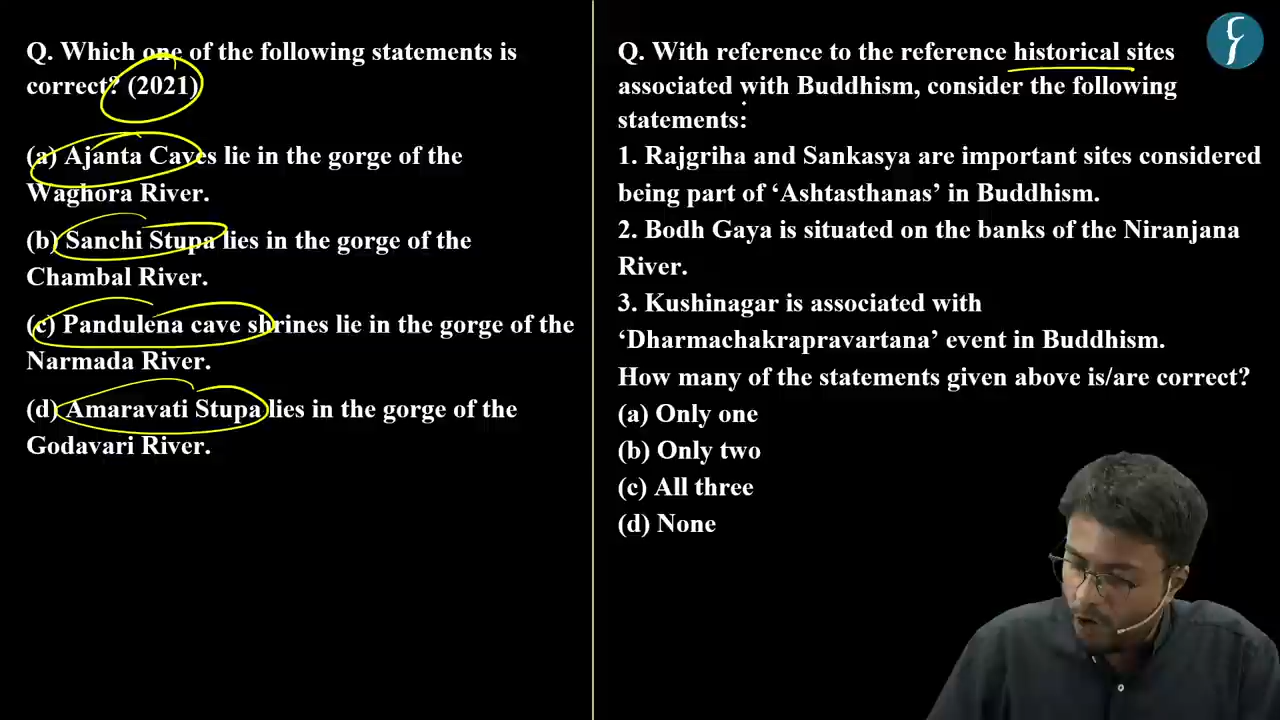 Q. Which one of the following statements is
correct? (2021)
(a) Ajanta Caves lie in the gorge of the
Waghora River.
(b) Sanchi Stupa lies in the gorge of the
Chambal River.
(c) Pandulena cave shrines lie in the gorge of the
Narmada River.
(d) Amaravati Stupa lies in the gorge of the
Godavari River.
Q. With reference to the reference historical sites
associated with Buddhism, consider the following
statements:
1. Rajgriha and Sankasya are important sites considered
being part of ‘Ashtasthanas’ in Buddhism.
2. Bodh Gaya is situated on the banks of the Niranjana
River.
3. Kushinagar is associated with
‘Dharmachakrapravartana’ event in Buddhism.
How many of the statements given above is/are correct?
(a) Only one
(b) Only two
(c) All three
(d) None